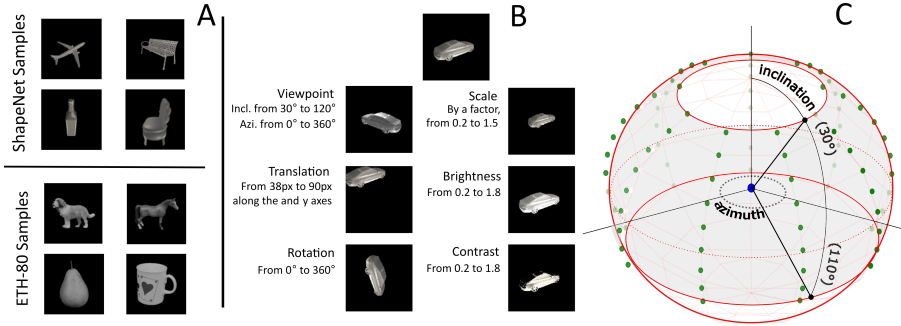 A
ShapeNet Samples
ETH-80 Samples
B
Viewpoint
Incl. from 30° to 120°
Azi. from 0° to 360°
Scale
By a factor,
from 0.2 to 1.5
Translation
From 38px to 90px
along the and y axes
Brightness
From 0.2 to 1.8
Rotation
From 0° to 360°
Contrast
From 0.2 to 1.8
C
inclination
(30°)
azimuth
(110°)